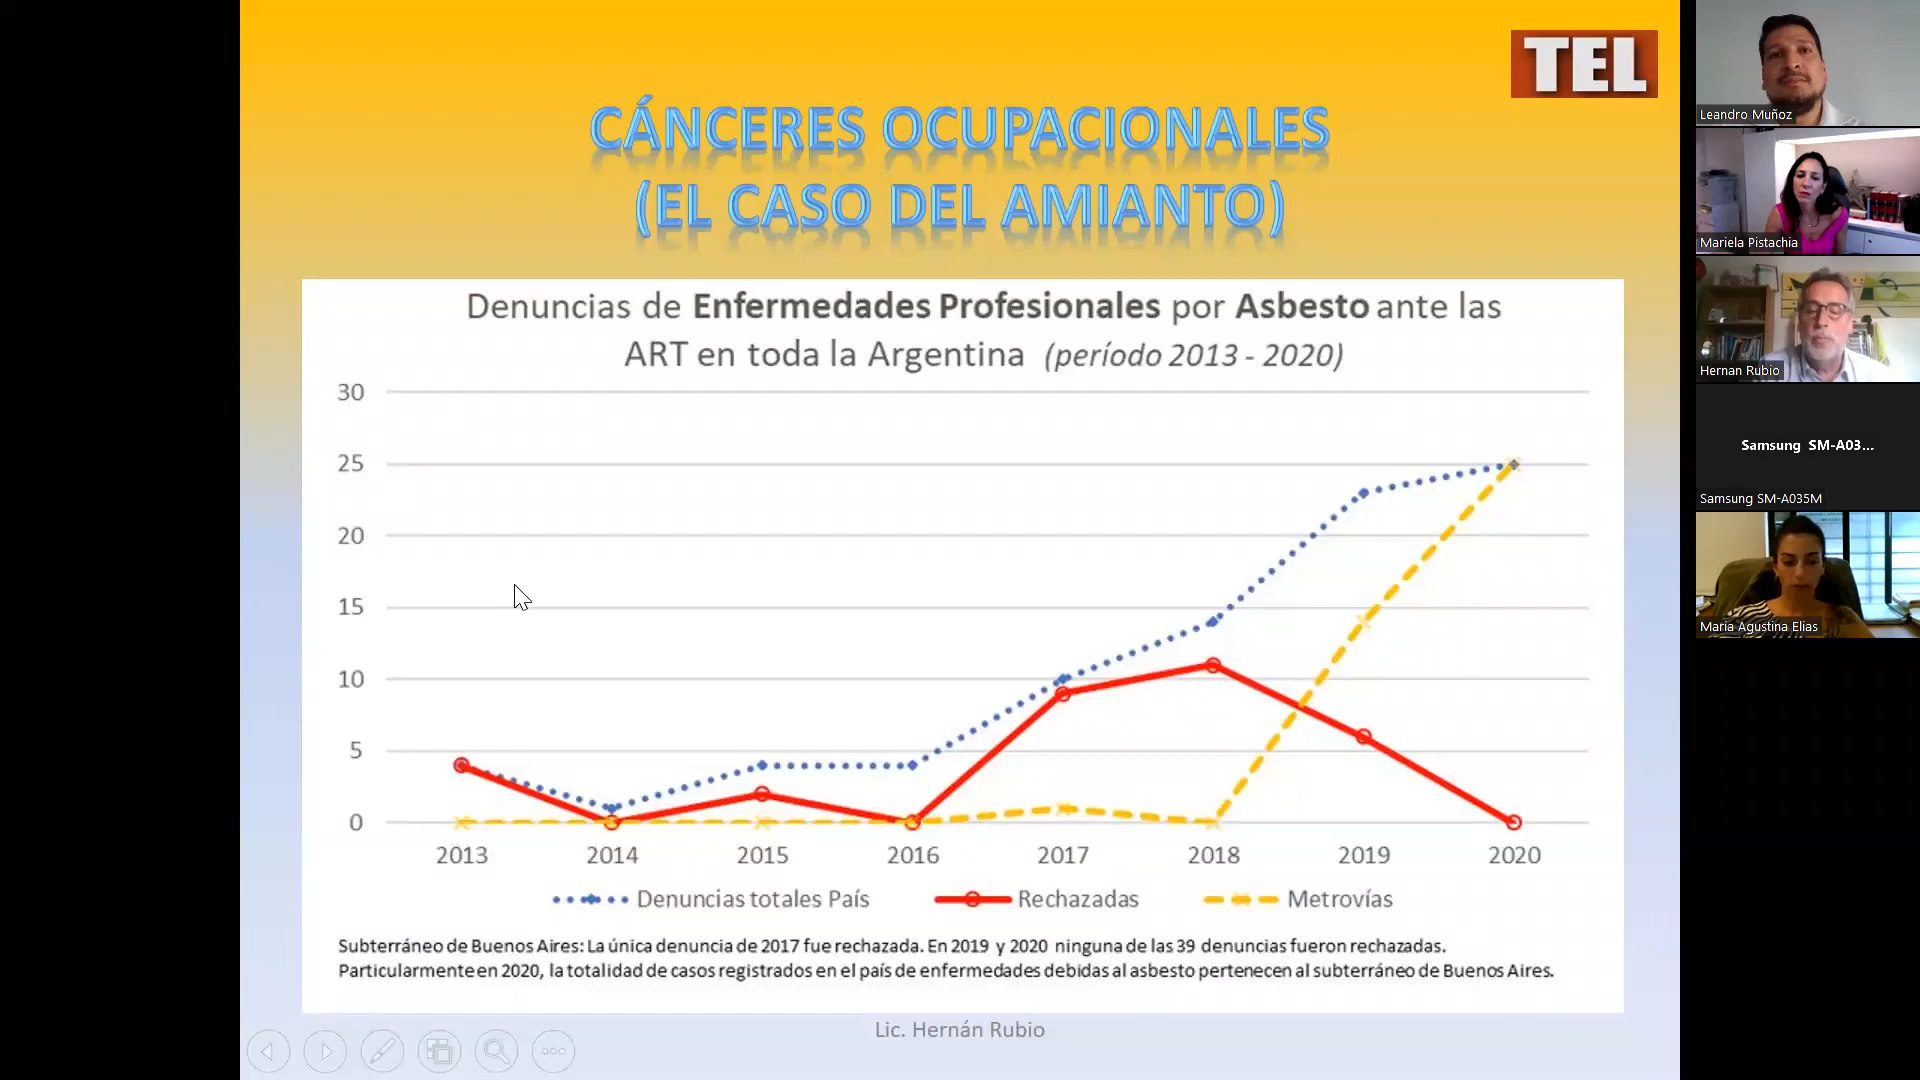 TEL
CÁNCERES OCUPACIONALES
(EL CASO DEL AMIANTO)
Denuncias de Enfermedades Profesionales por Asbesto ante las
ART en toda la Argentina (período 2013 - 2020)
30
25
20
15
10
5
0
2013 2014 2015 2016 2017 2018 2019 2020
Denuncias totales País Rechazadas Metrovías
Subterráneo de Buenos Aires: La única denuncia de 2017 fue rechazada. En 2019 y 2020 ninguna de las 39 denuncias fueron rechazadas.
Particularmente en 2020, la totalidad de casos registrados en el país de enfermedades debidas al asbesto pertenecen al subterráneo de Buenos Aires.
Lic. Hernán Rubio
Leandro Muñoz
Mariela Pistachia
Hernan Rubio
Samsung SM-A03...
Samsung SM-A035M
Maria Agustina Elias